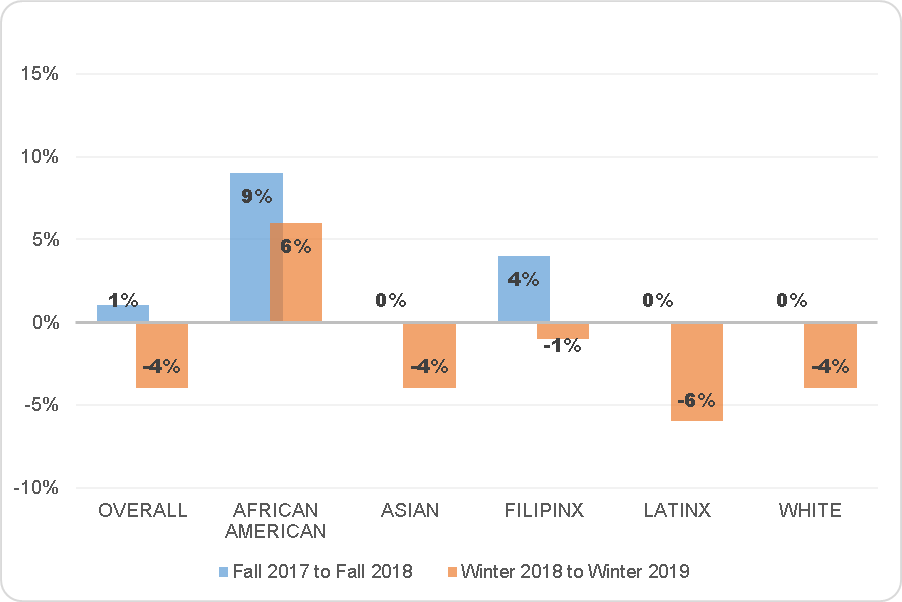 15%
10%
9%
6%
5%
4%
1%
0%
0%
0%
0%
-1%
-4%
-4%
-4%
-5%
-6%
-10%
OVERALL
AFRICAN
AMERICAN
ASIAN
FILIPINX
LATINX
WHITE
Fall 2017 to Fall 2018
Winter 2018 to Winter 2019